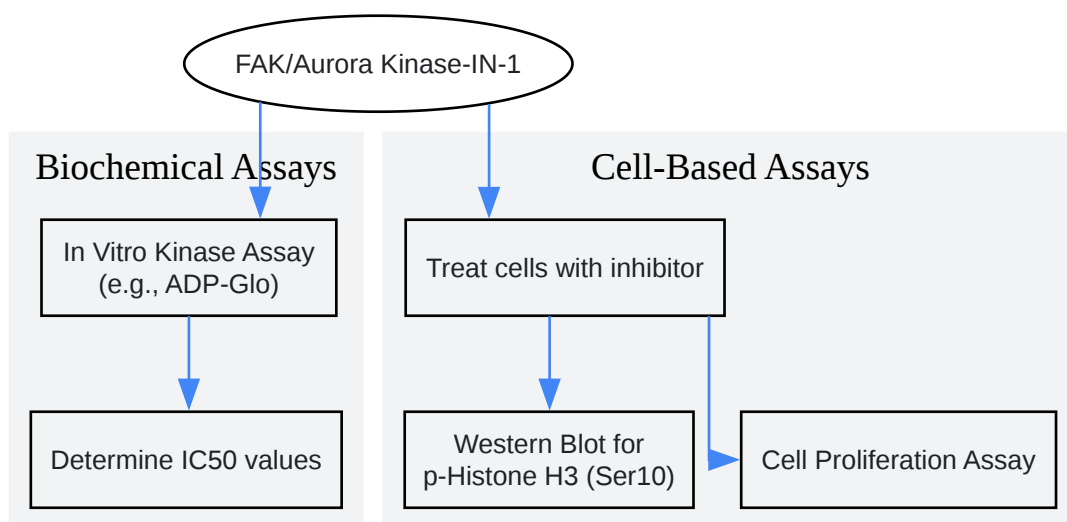 FAK/Aurora Kinase-IN-1
Biochemical Assays
In Vitro Kinase Assay
(e.g., ADP-Glo)
Determine IC50 values
Cell-Based Assays
Treat cells with inhibitor
Western Blot for
p-Histone H3 (Ser10)
Cell Proliferation Assay